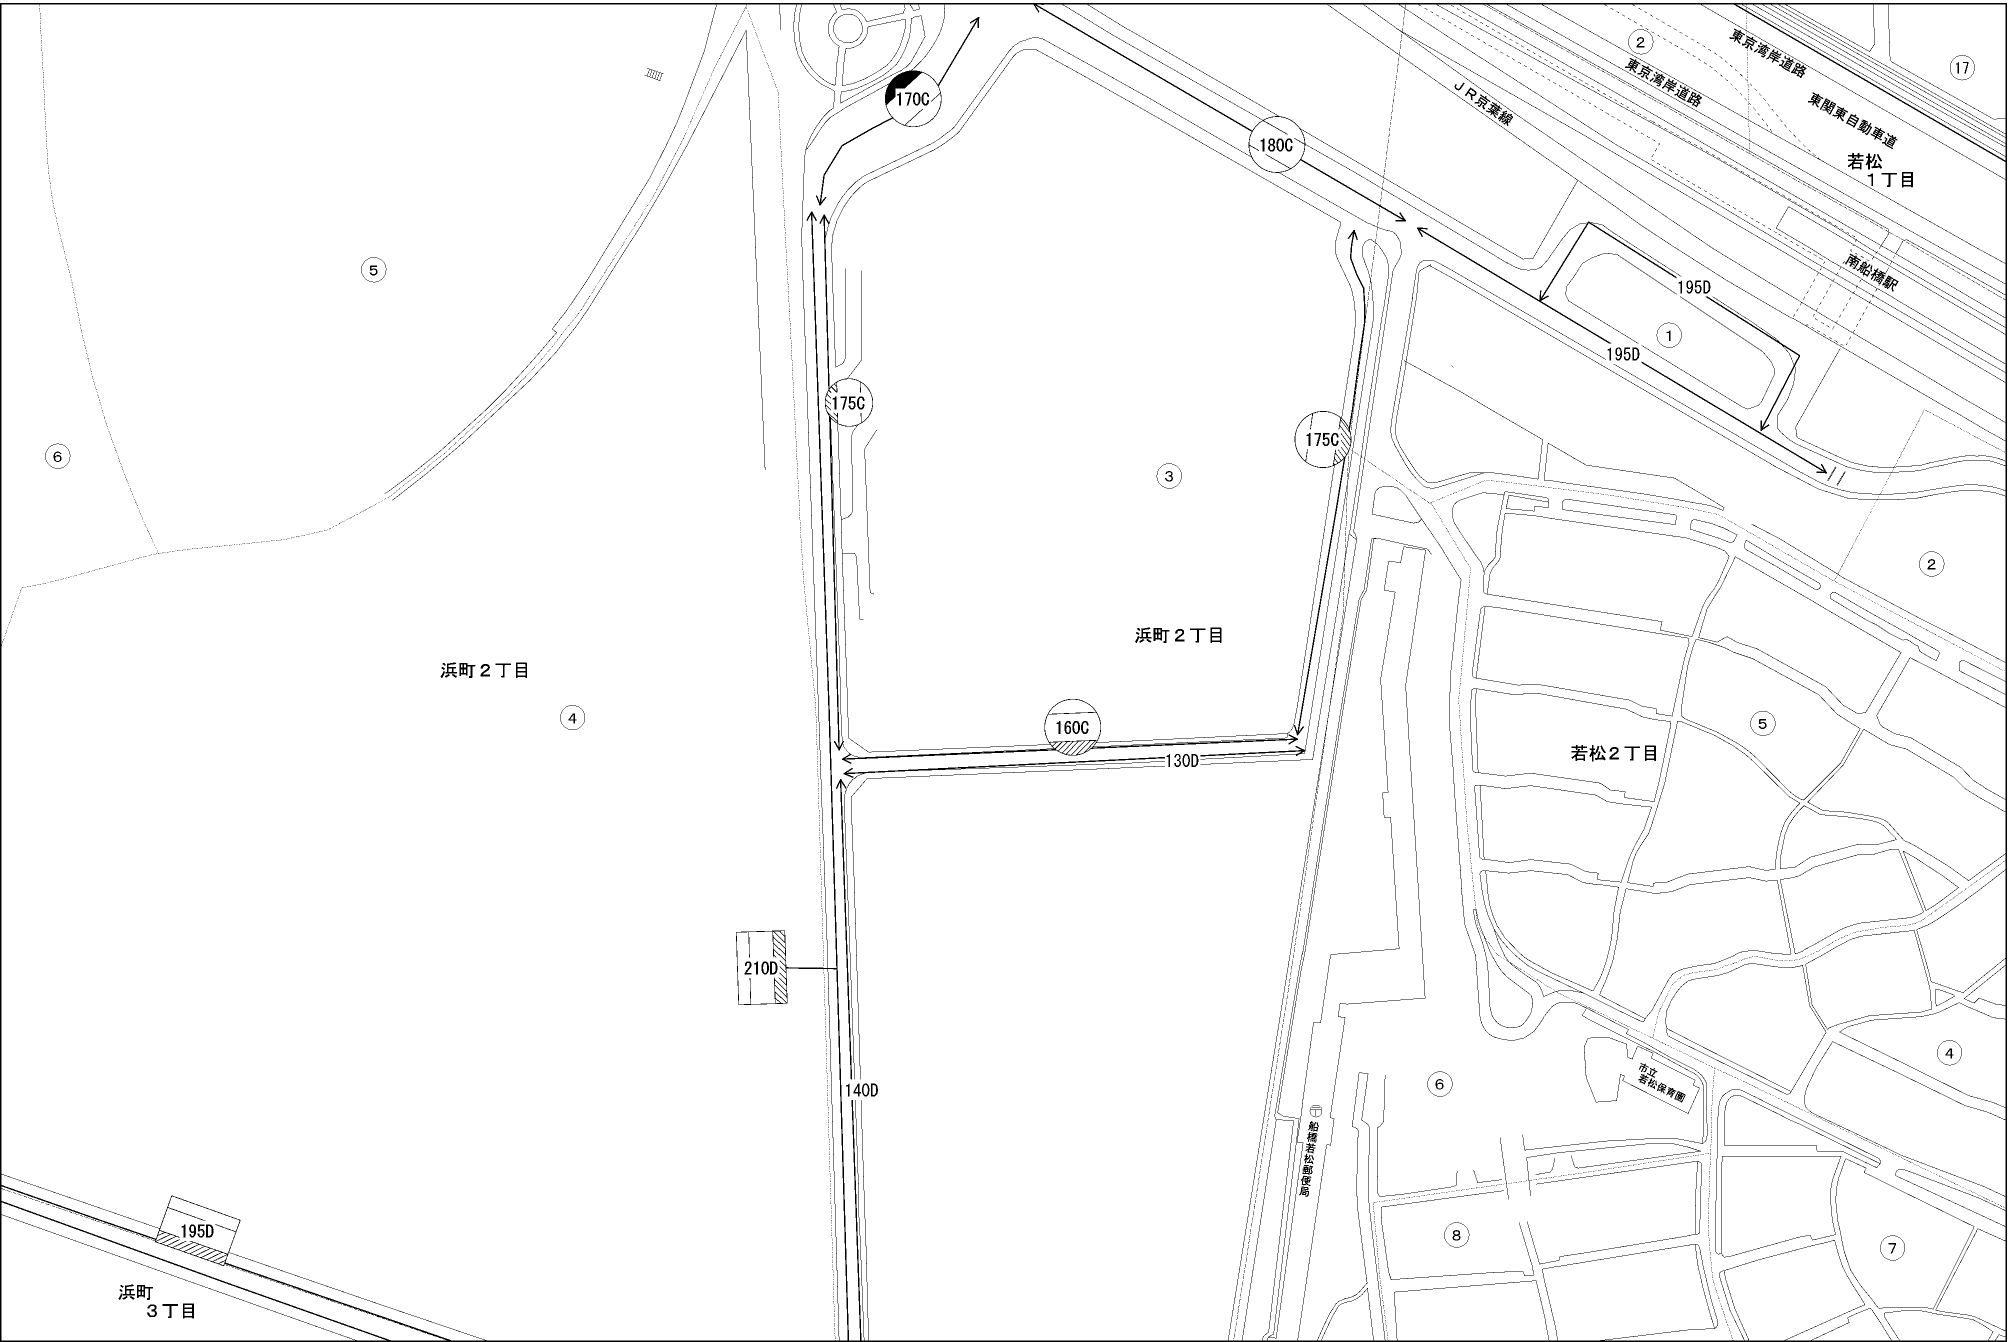 ②
東京湾岸道路
東京湾岸道路
⑰
170C
JR京葉線
東関東自動車道
180C
若松
1丁目
⑤
南船橋駅
195D
①
195D
175C
175C
⑥
③
②
浜町2丁目
浜町2丁目
④
160C
130D
⑤
若松2丁目
210D
④
140D
⑥
市立
若松保育園
船橋若松郵便局
195D
⑧
⑦
浜町
3丁目